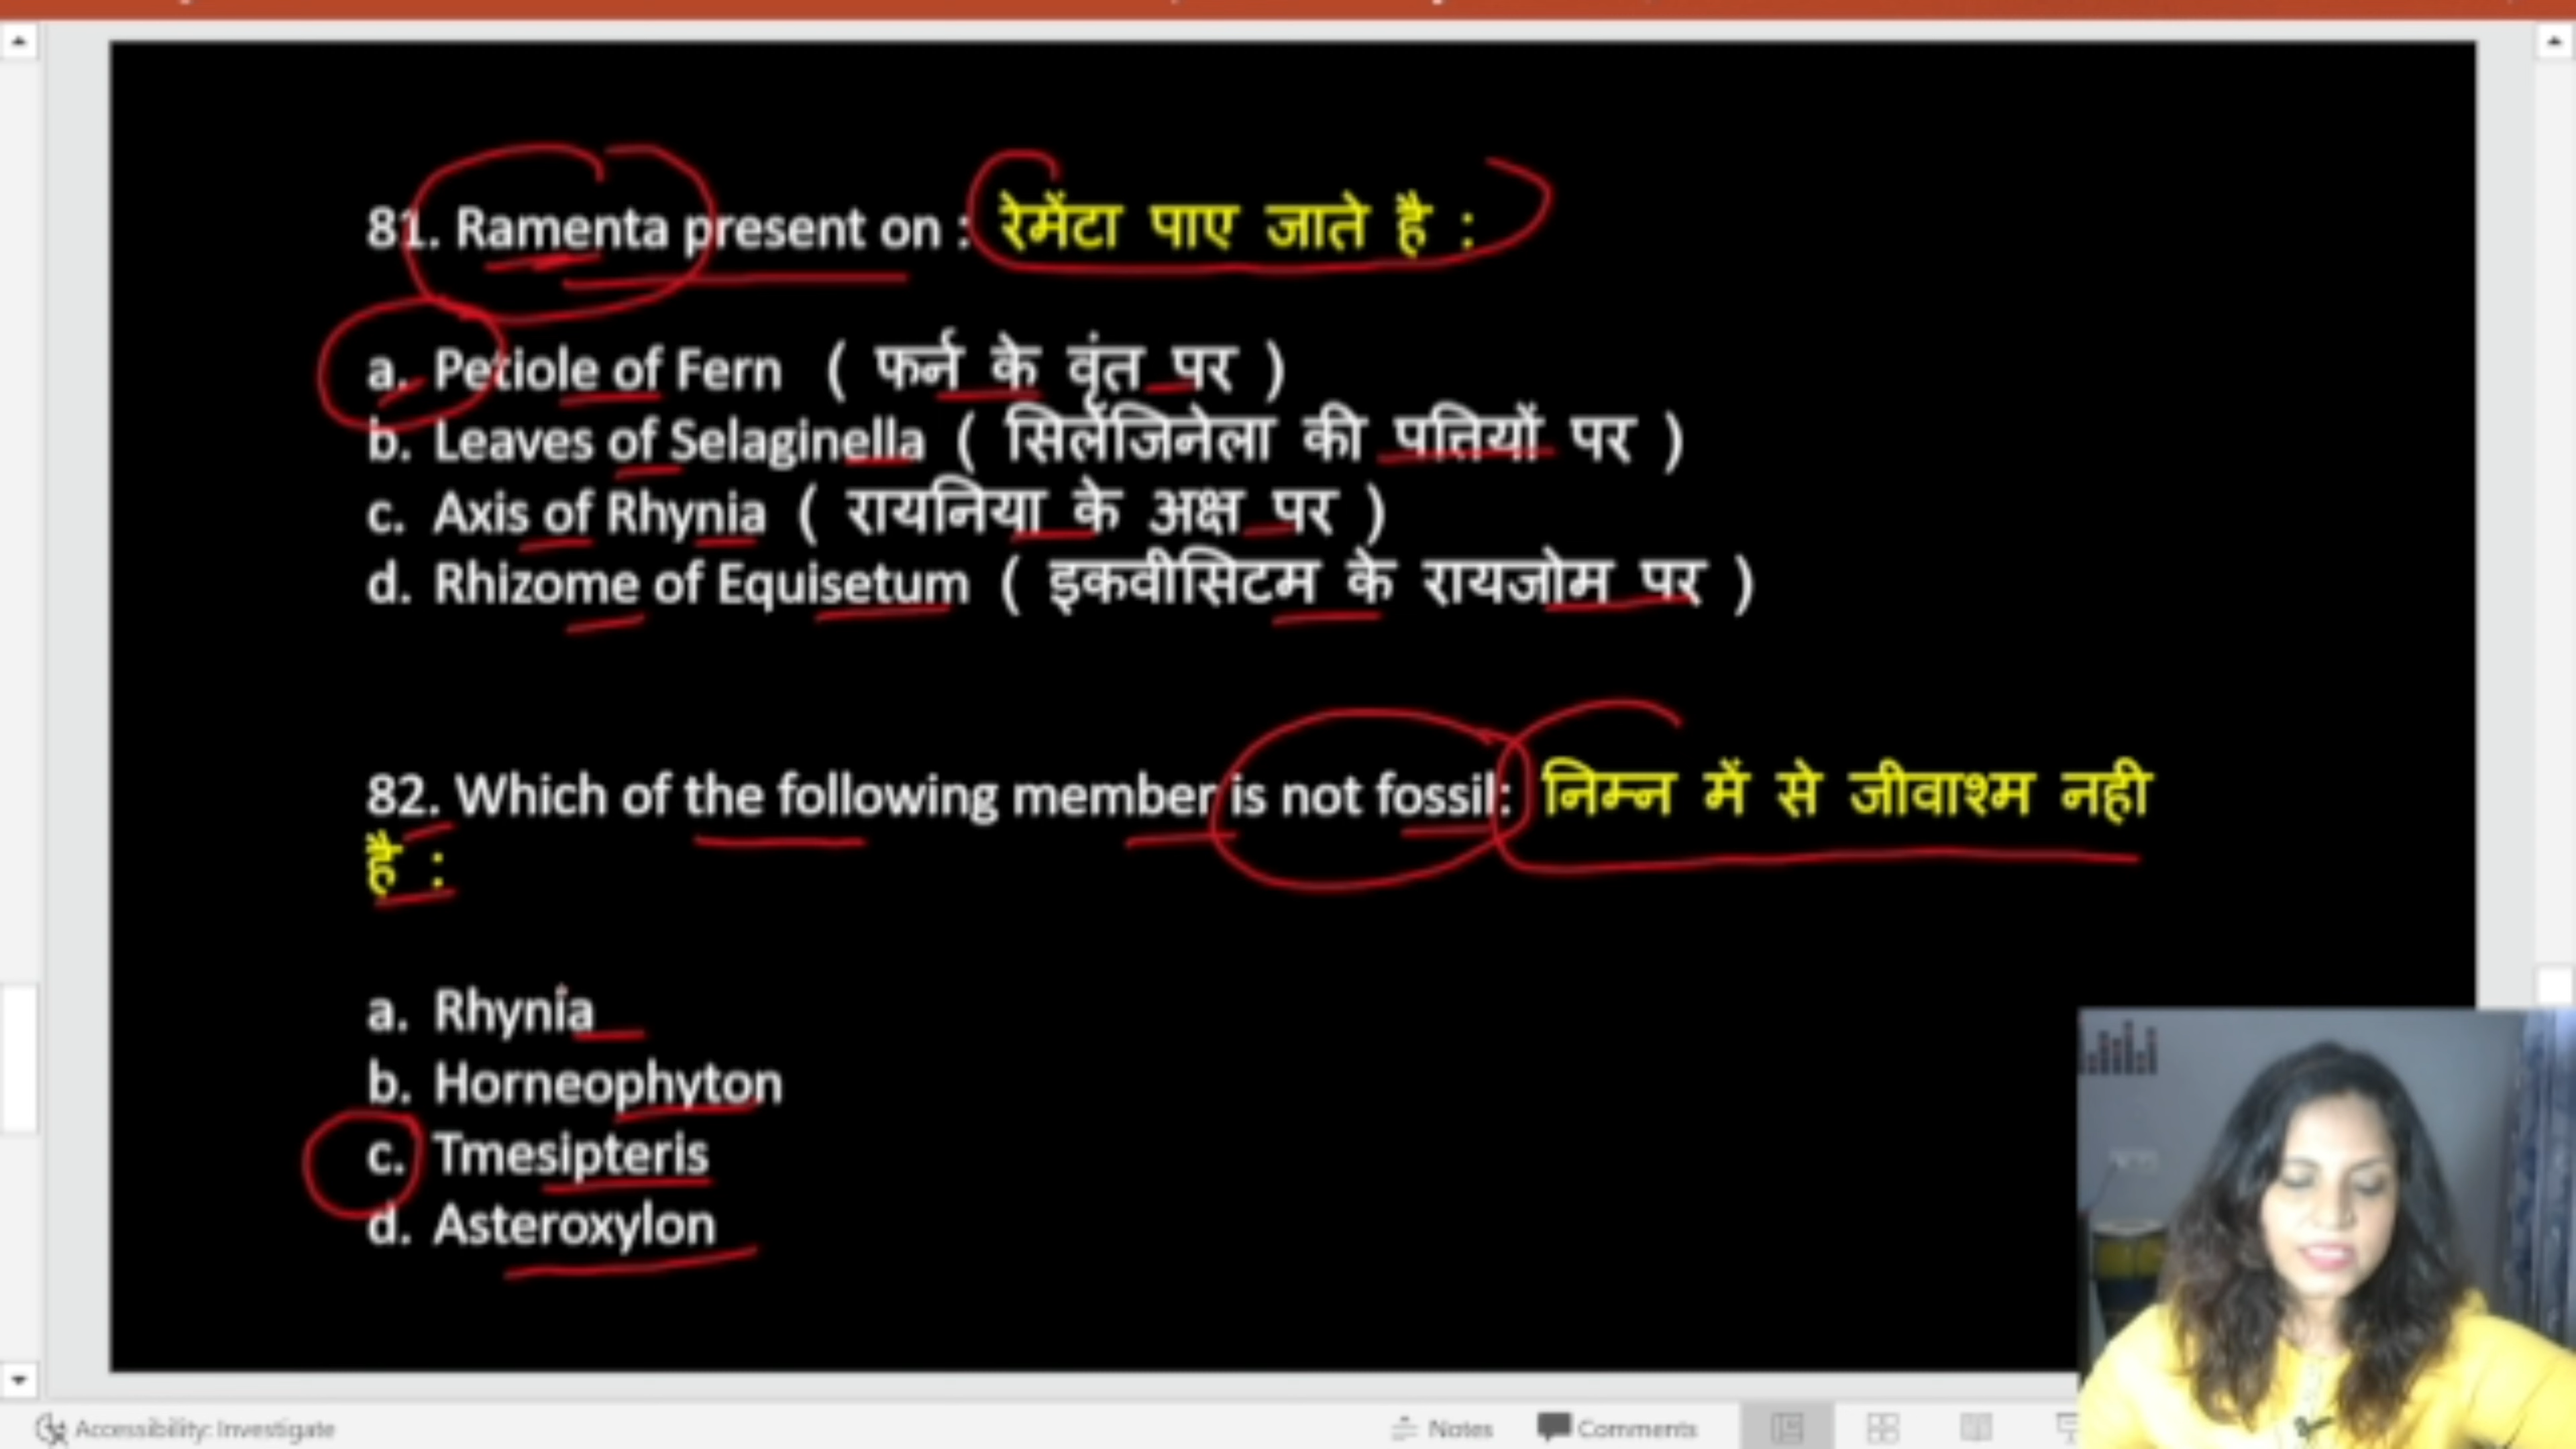 81. Ramenta present on : रेमेंटा पाए जाते है :
a. Petiole of Fern ( फर्न के वृंत पर )
b. Leaves of Selaginella ( सिलेंजिनेला की पत्तियों पर )
c. Axis of Rhynia ( रायनिया के अक्ष पर )
d. Rhizome of Equisetum ( इकवीसिटम के रायजोम पर )
82. Which of the following member is not fossil: निम्न में से जीवाश्म नही
है :
a. Rhynia
b. Horneophyton
c. Tmesipteris
d. Asteroxylon
Accessibility: Investigate
Notes Comments